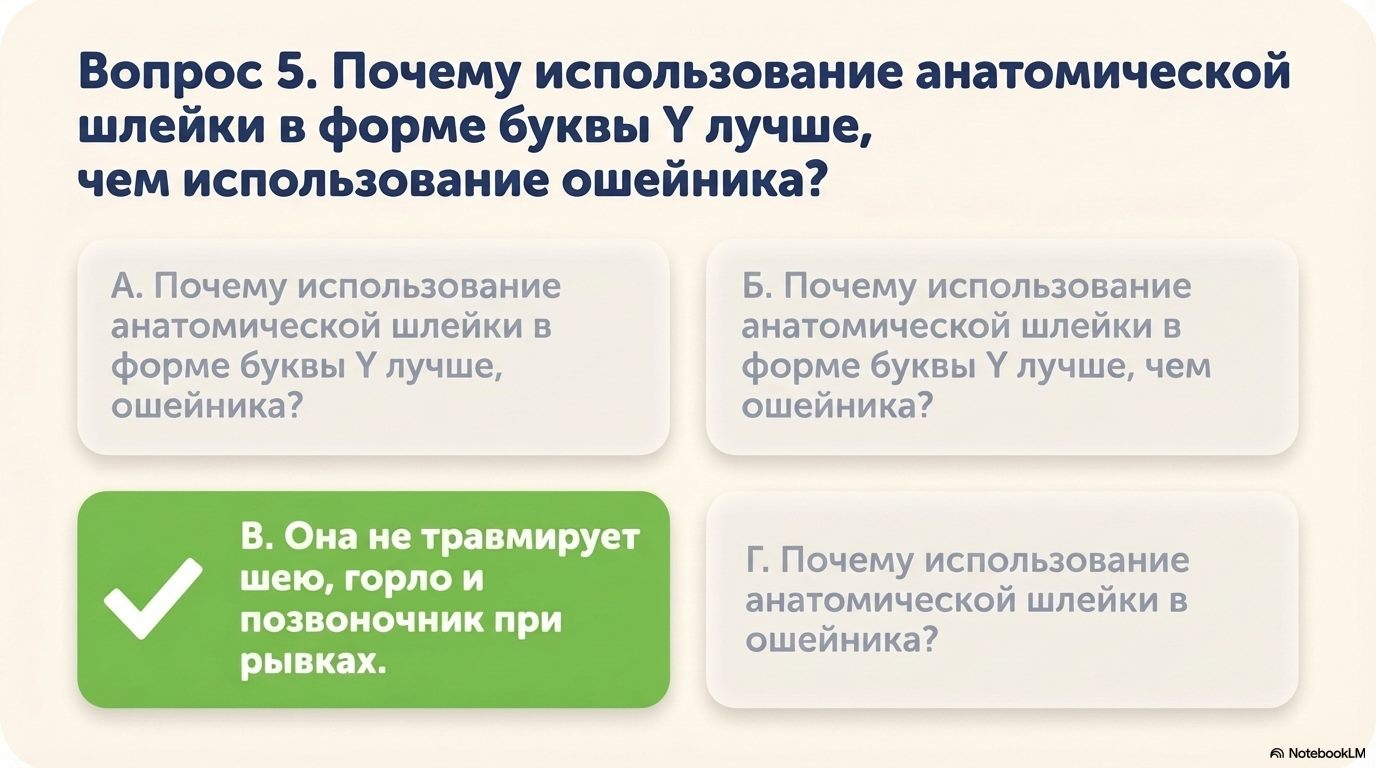 Вопрос 5. Почему использование анатомической
шлейки в форме буквы Y лучше,
чем использование ошейника?
А. Почему использование
анатомической шлейки в
форме буквы Y лучше,
ошейника?
Б. Почему использование
анатомической шлейки в
форме буквы Y лучше, чем
ошейника?
В. Она не травмирует
шею, горло и
позвоночник при
рывках.
Г. Почему использование
анатомической шлейки в
ошейника?
NotebookLM